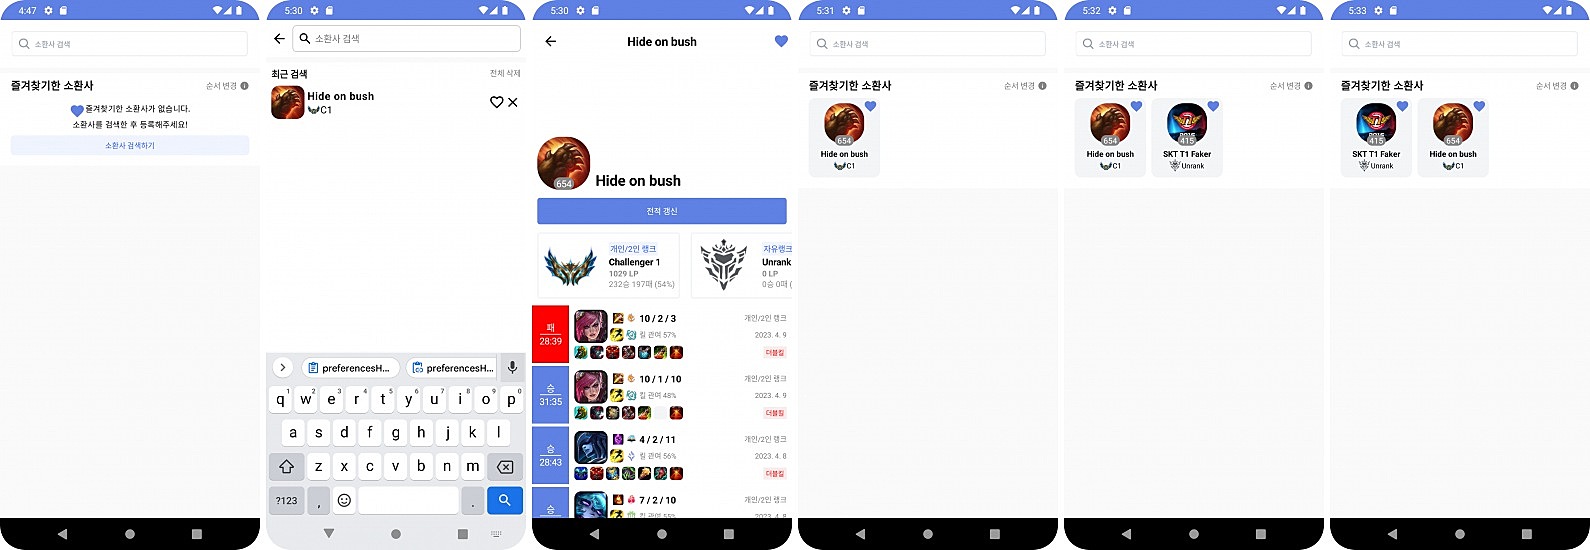 4:47
소환사 검색
즐겨찾기한 소환사
순서 변경
즐겨찾기한 소환사가 없습니다.
소환사를 검색한 후 등록해주세요!
소환사 검색하기
5:30
소환사 검색
최근 검색
전체 삭제
Hide on bush
C1
preferencesH...
preferencesH...
q1 w2 e3 r4 t5 y6 u7 i8 o9 p0
a s d f g h j k l
z x c v b n m
?123 , .
5:30
Hide on bush
654
Hide on bush
전적 갱신
개인/2인 랭크
Challenger 1
1029 LP
232승 197패 (54%)
자유랭크
Unrank
0 LP
0승 0패 (
패
28:39
10 / 2 / 3
킬 관여 57%
개인/2인 랭크
2023. 4. 9
더블킬
승
31:35
10 / 1 / 10
킬 관여 48%
개인/2인 랭크
2023. 4. 9
더블킬
승
28:43
4 / 2 / 11
킬 관여 56%
개인/2인 랭크
2023. 4. 8
더블킬
승
7 / 2 / 10
킬 관여 55%
개인/2인 랭크
2023. 4. 8
5:31
소환사 검색
즐겨찾기한 소환사
순서 변경
654
Hide on bush
C1
5:32
소환사 검색
즐겨찾기한 소환사
순서 변경
654
Hide on bush
C1
415
SKT T1 Faker
Unrank
5:33
소환사 검색
즐겨찾기한 소환사
순서 변경
415
SKT T1 Faker
Unrank
654
Hide on bush
C1